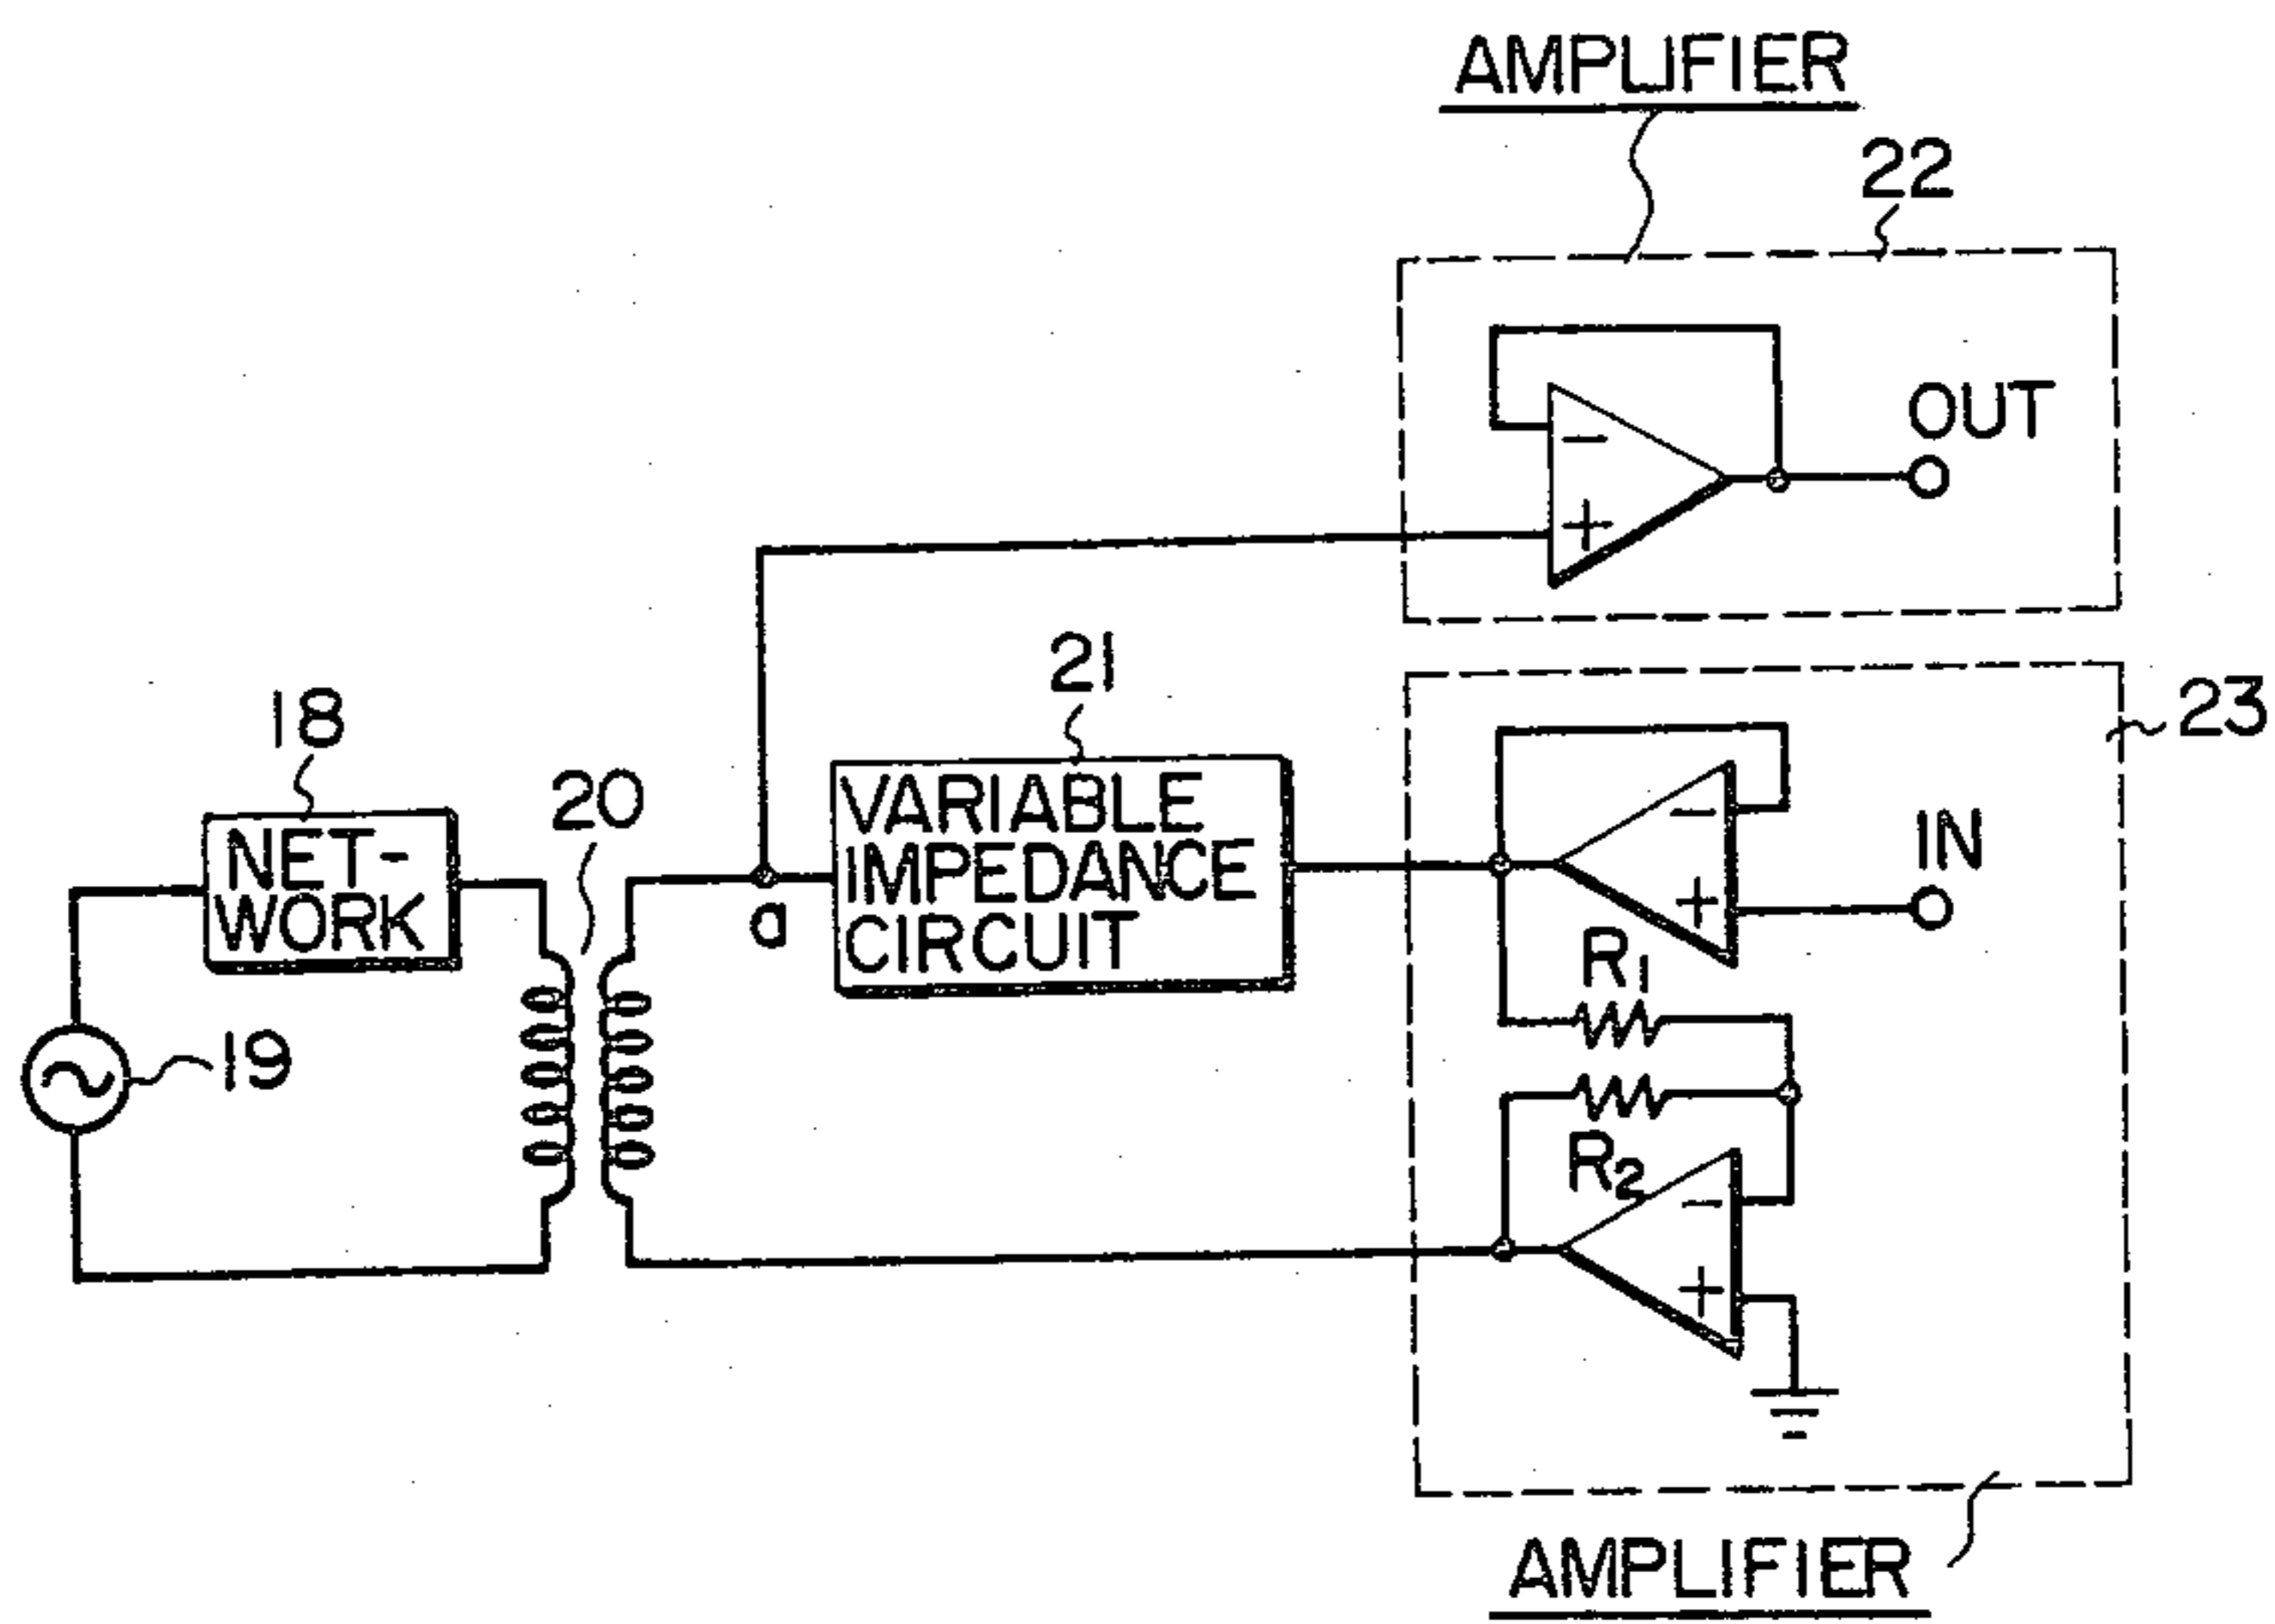 AMPLIFIER
22
OUT
−
+
21
23
18
20
NET-
WORK
VARIABLE
IMPEDANCE
CIRCUIT
a
−
+
IN
R1
19
R2
−
+
AMPLIFIER